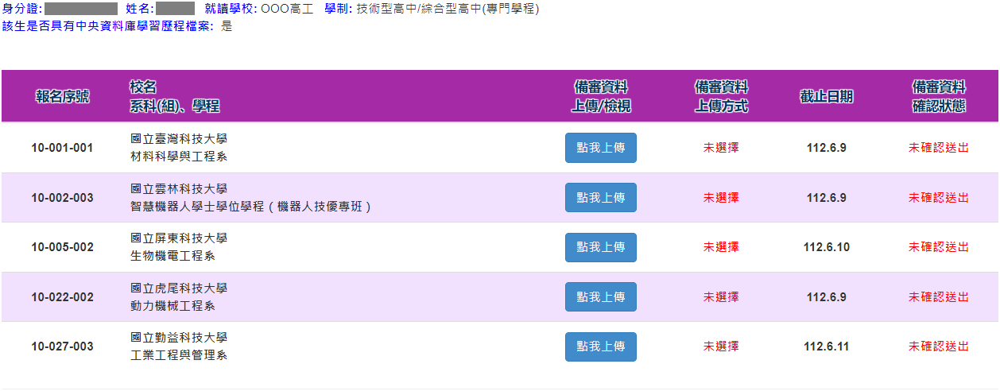 身分證: 姓名: 就讀學校: OOO高工 學制: 技術型高中/綜合型高中(專門學程)
該生是否具有中央資料庫學習歷程檔案: 是
報名序號 校名 系科(組)、學程 備審資料 上傳/檢視 備審資料 上傳方式 截止日期 備審資料 確認狀態
10-001-001 國立臺灣科技大學 材料科學與工程系 點我上傳 未選擇 112.6.9 未確認送出
10-002-003 國立雲林科技大學 智慧機器人學士學位學程（機器人技優專班） 點我上傳 未選擇 112.6.9 未確認送出
10-005-002 國立屏東科技大學 生物機電工程系 點我上傳 未選擇 112.6.10 未確認送出
10-022-002 國立虎尾科技大學 動力機械工程系 點我上傳 未選擇 112.6.9 未確認送出
10-027-003 國立勤益科技大學 工業工程與管理系 點我上傳 未選擇 112.6.11 未確認送出